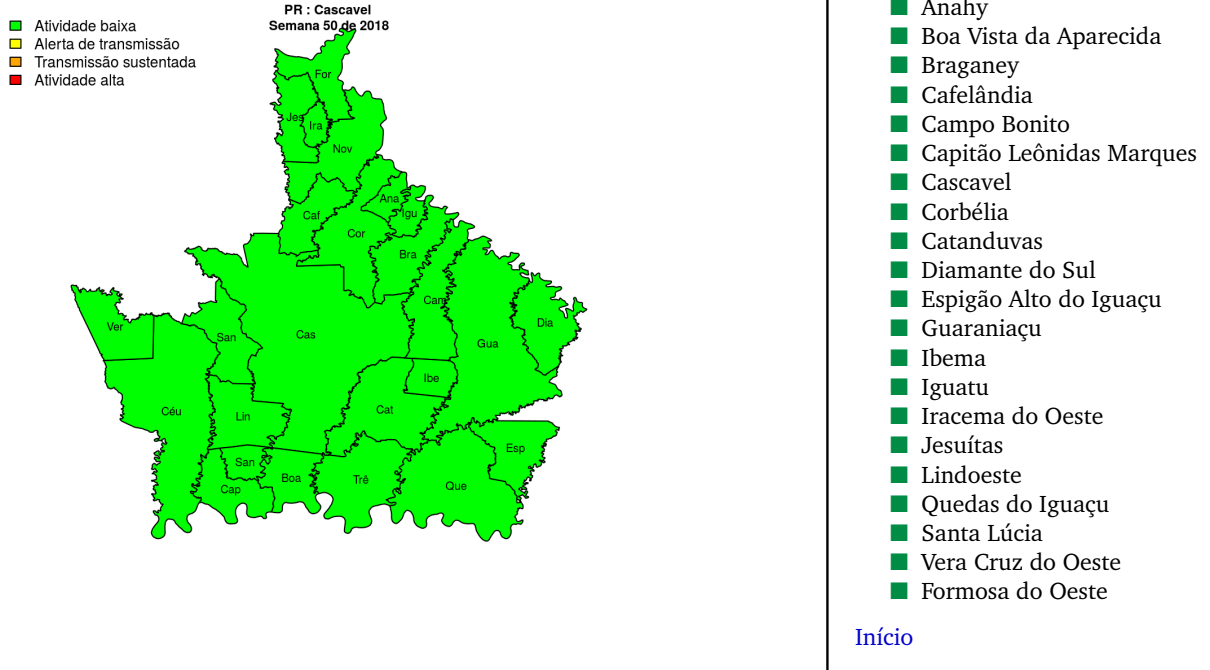 PR : Cascavel
Semana 50 de 2018
Atividade baixa
Alerta de transmissão
Transmissão sustentada
Atividade alta
For
Jes
Ira
Nov
Ana
Caf
Igu
Cor
Bra
Cam
Ver
San
Cas
Dia
Gua
Ibe
Céu
Lin
Cat
Esp
San
Boa
Trê
Cap
Que
Anahy
Boa Vista da Aparecida
Braganey
Cafelândia
Campo Bonito
Capitão Leônidas Marques
Cascavel
Corbélia
Catanduvas
Diamante do Sul
Espigão Alto do Iguaçu
Guaraniaçu
Ibema
Iguatu
Iracema do Oeste
Jesuítas
Lindoeste
Quedas do Iguaçu
Santa Lúcia
Vera Cruz do Oeste
Formosa do Oeste
Início